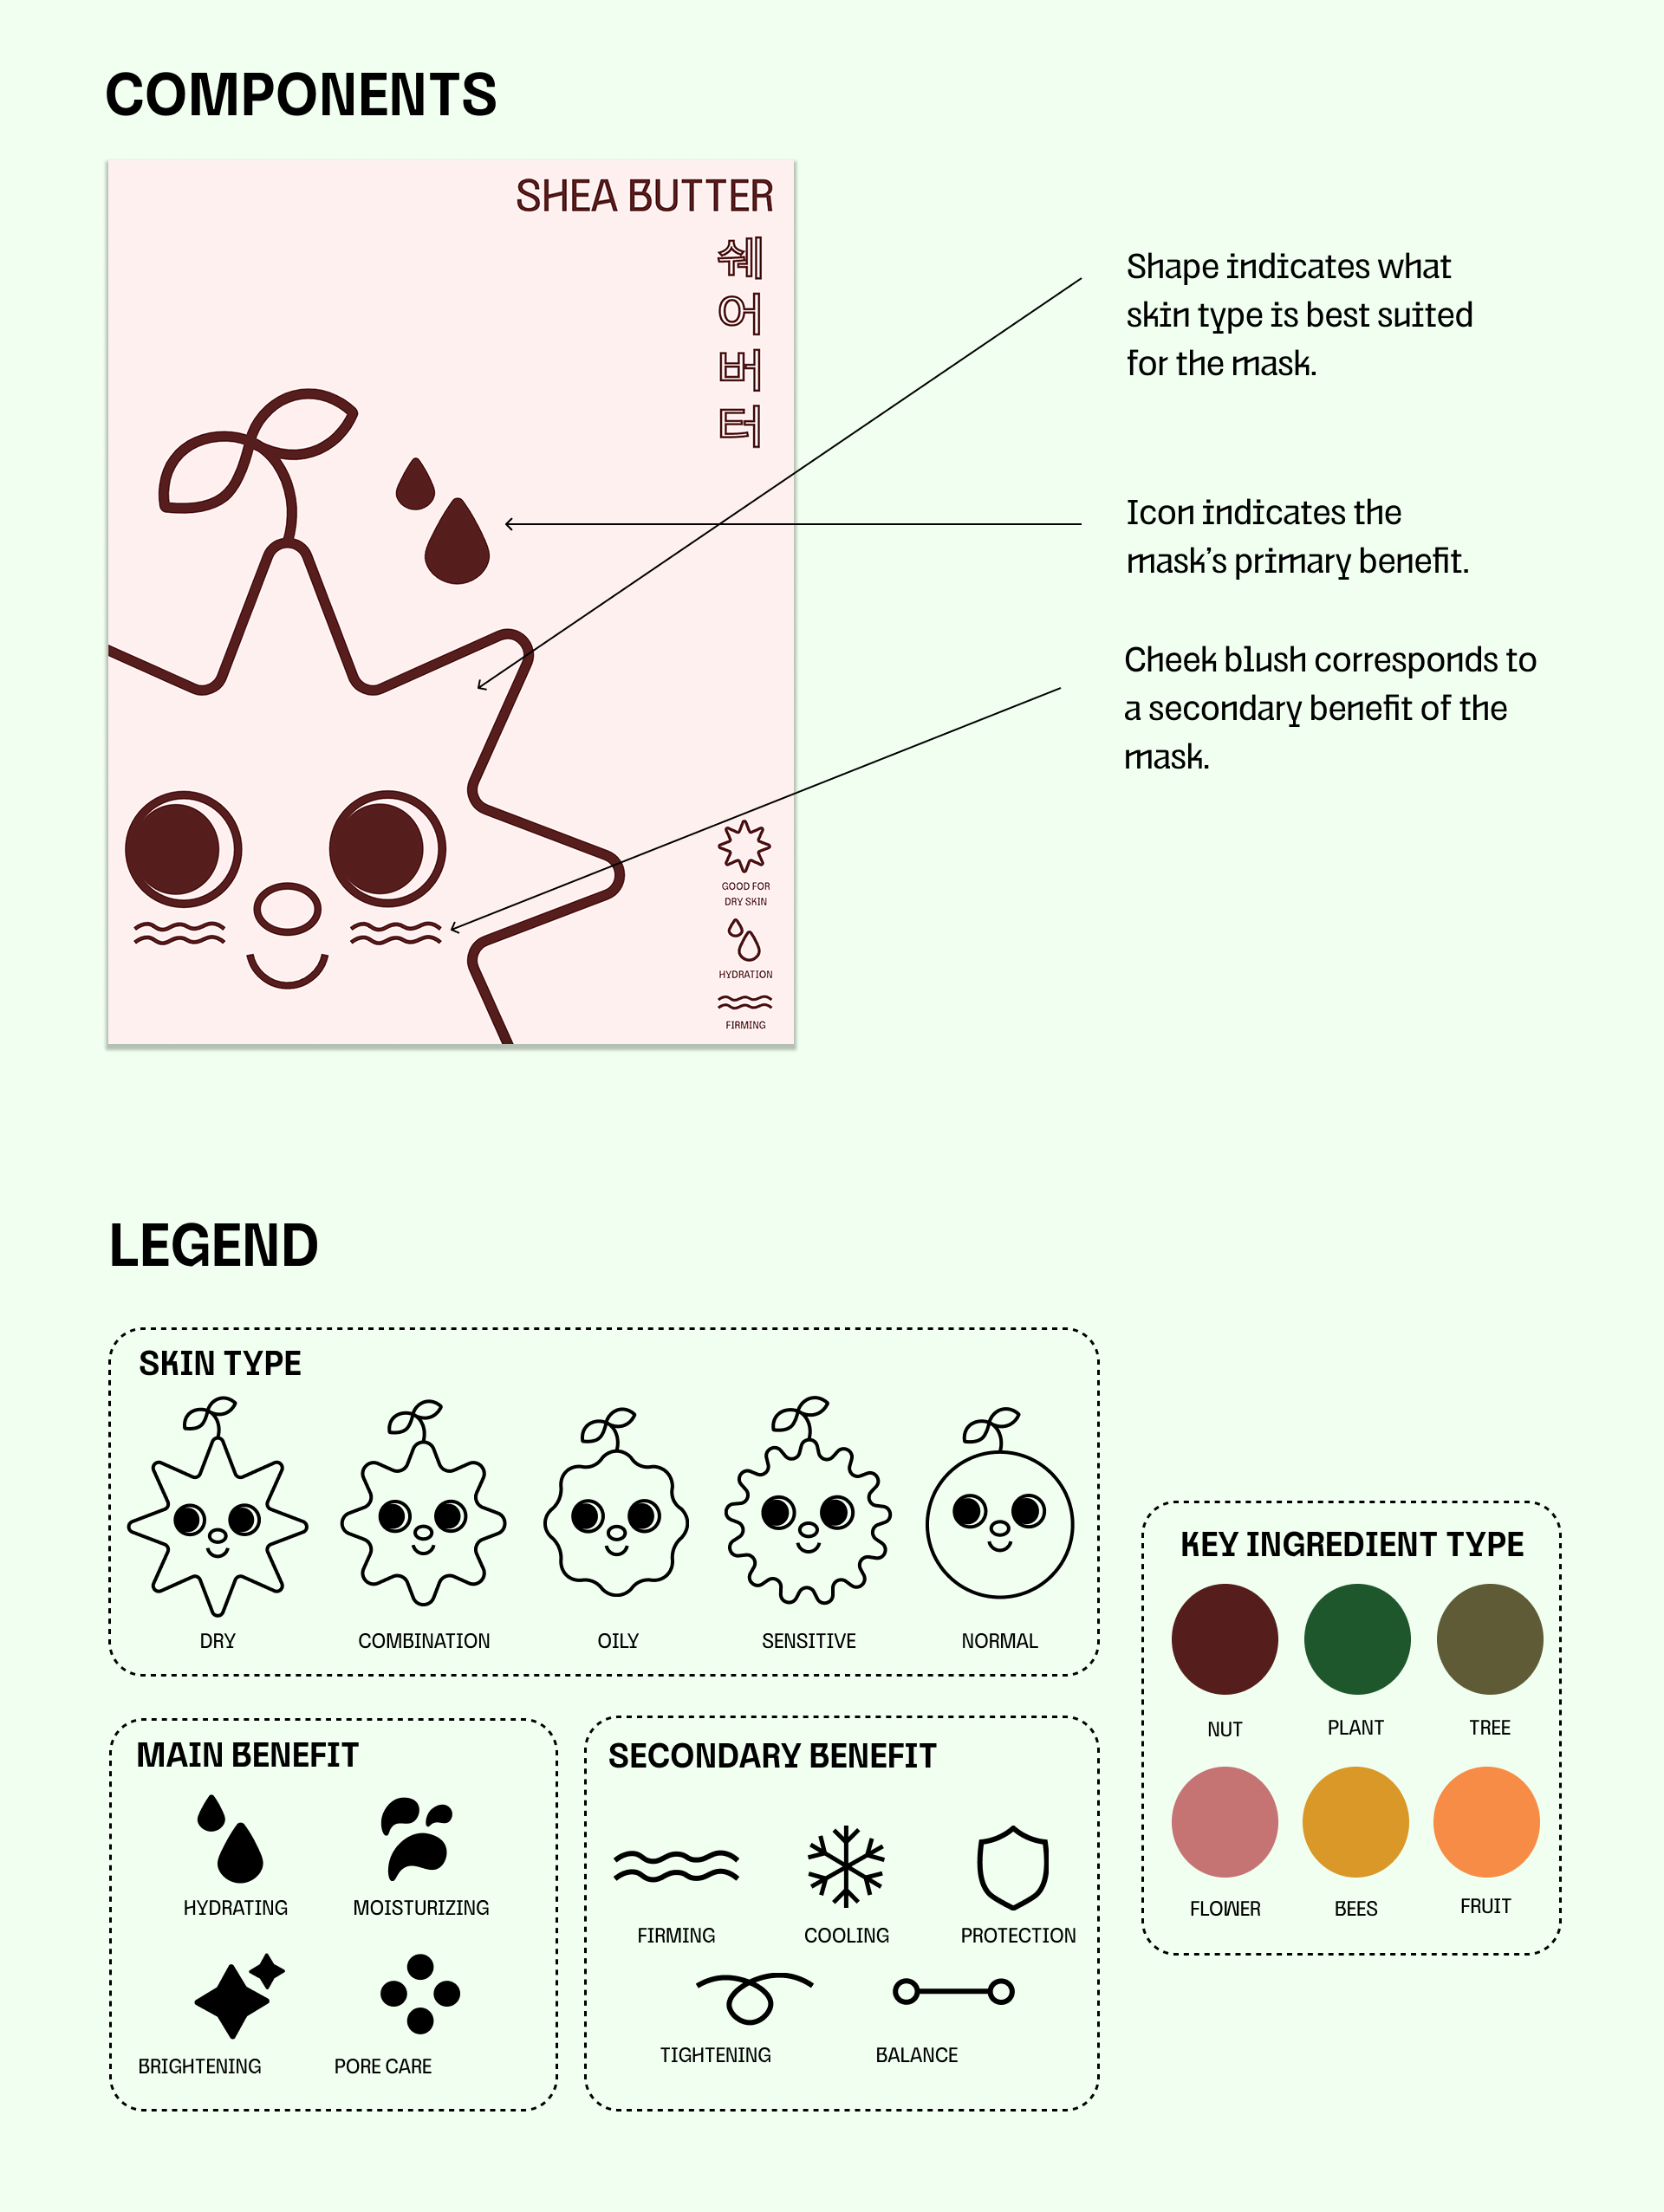 COMPONENTS
SHEA BUTTER
쉐
어
버
터
Shape indicates what
skin type is best suited
for the mask.
Icon indicates the
mask’s primary benefit.
Cheek blush corresponds to
a secondary benefit of the
mask.
GOOD FOR
DRY SKIN
HYDRATION
FIRMING
LEGEND
SKIN TYPE
DRY
COMBINATION
OILY
SENSITIVE
NORMAL
MAIN BENEFIT
HYDRATING
MOISTURIZING
BRIGHTENING
PORE CARE
SECONDARY BENEFIT
FIRMING
COOLING
PROTECTION
TIGHTENING
BALANCE
KEY INGREDIENT TYPE
NUT
PLANT
TREE
FLOWER
BEES
FRUIT